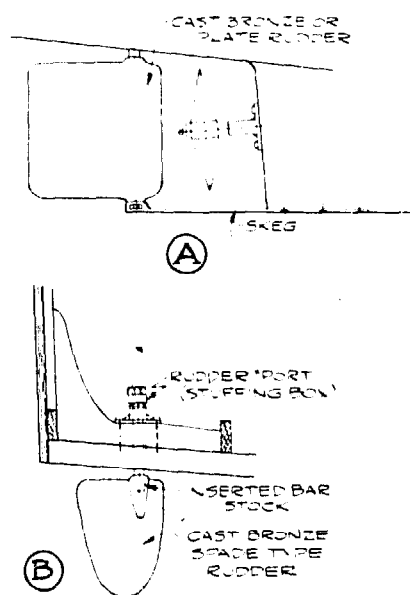 CAST BRONZE OR
PLATE RUDDER
SKEG
A
RUDDER PORT
(STUFFING BOX)
INSERTED BAR
STOCK
CAST BRONZE
SPADE TYPE
RUDDER
B